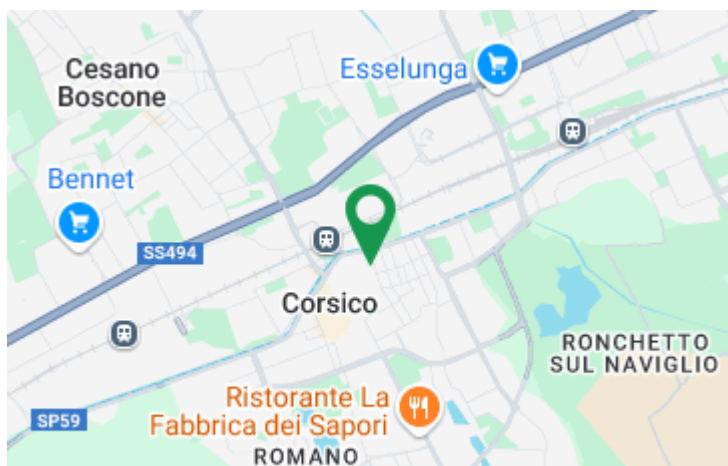 Cesano
Boscone
Esselunga
Bennet
SS494
Corsico
RONCHETTO
SUL NAVIGLIO
Ristorante La
Fabbrica dei Sapori
SP59
ROMANO